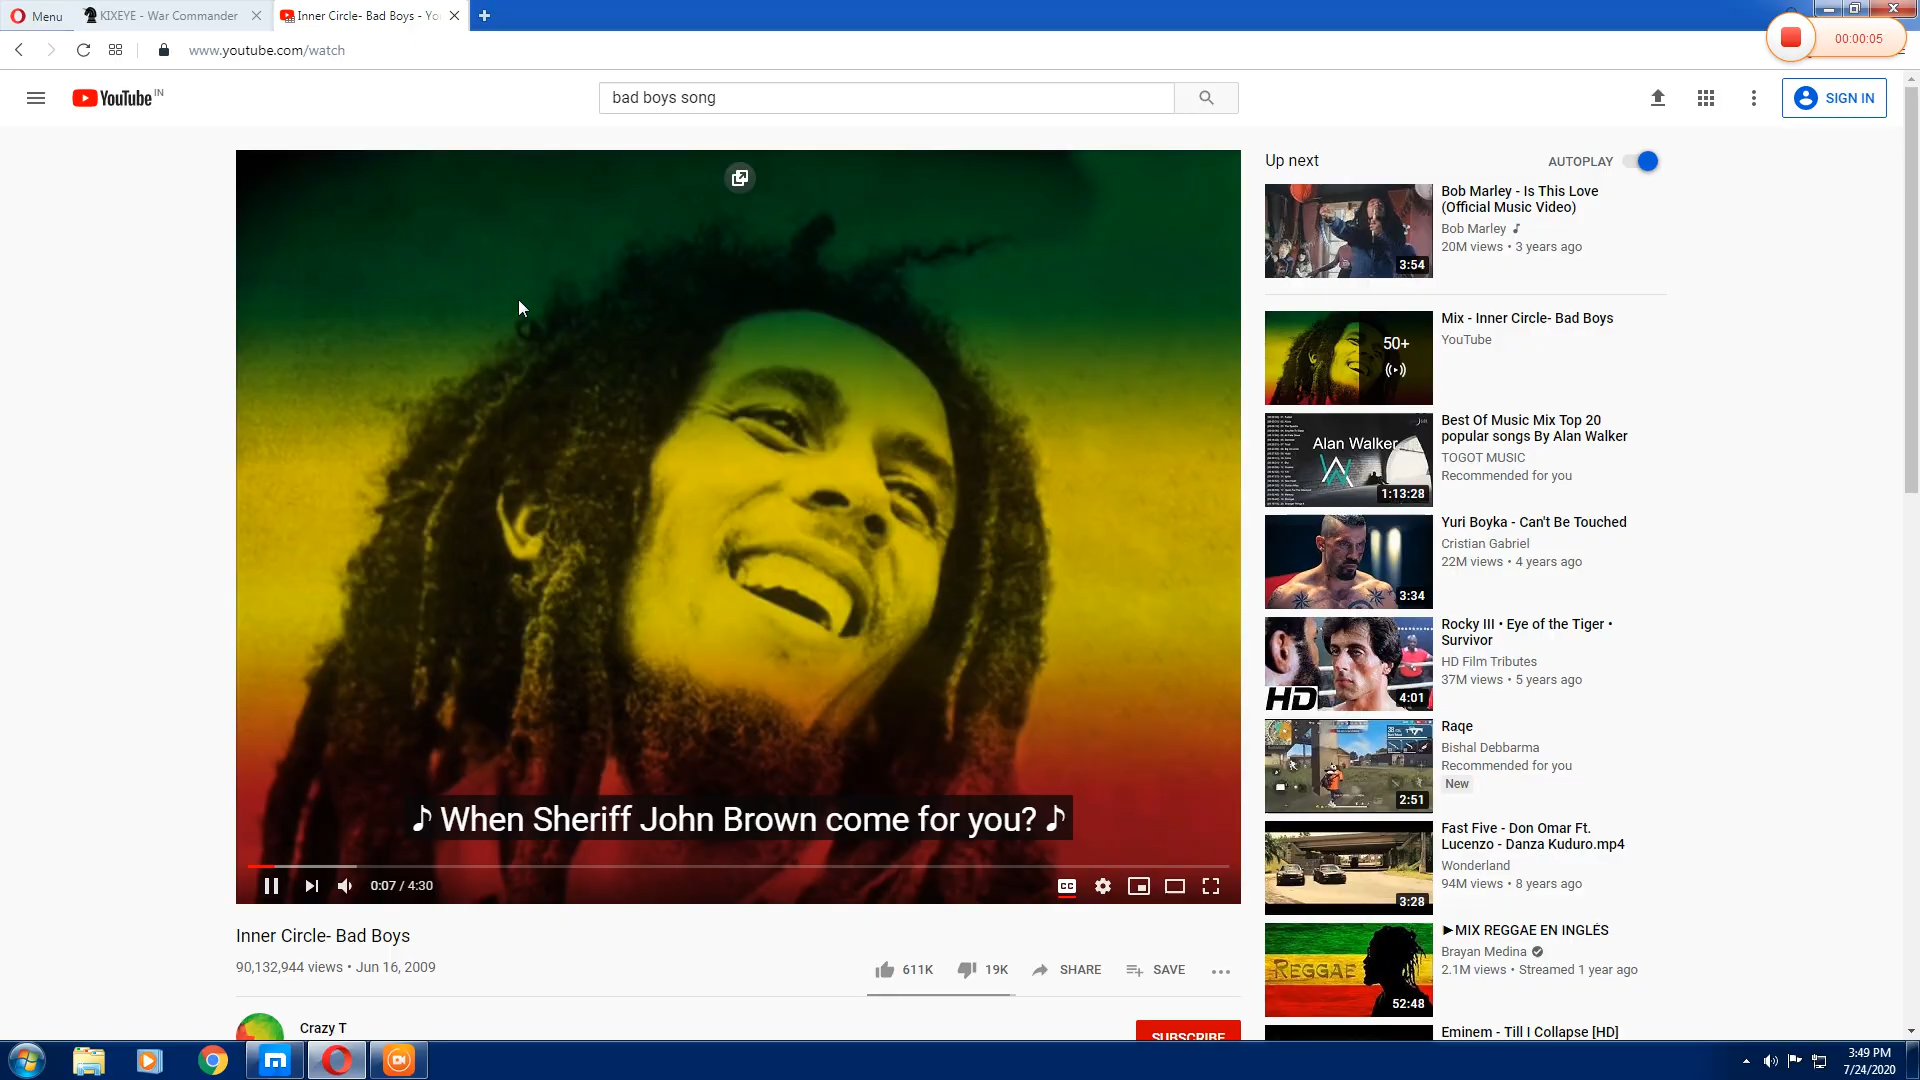 Menu
KIXEYE - War Commander
Inner Circle- Bad Boys - Yo
00:00:05
www.youtube.com/watch
YouTube IN
bad boys song
SIGN IN
Up next
AUTOPLAY
Bob Marley - Is This Love
(Official Music Video)
Bob Marley ♪
20M views • 3 years ago
3:54
Mix - Inner Circle- Bad Boys
YouTube
50+
Best Of Music Mix Top 20
popular songs By Alan Walker
TOGOT MUSIC
Recommended for you
Alan Walker
1:13:28
Yuri Boyka - Can't Be Touched
Cristian Gabriel
22M views • 4 years ago
3:34
Rocky III • Eye of the Tiger •
Survivor
HD Film Tributes
37M views • 5 years ago
HD
4:01
Raqe
Bishal Debbarma
Recommended for you
New
2:51
Fast Five - Don Omar Ft.
Lucenzo - Danza Kuduro.mp4
Wonderland
94M views • 8 years ago
3:28
►MIX REGGAE EN INGLÉS
Brayan Medina
2.1M views • Streamed 1 year ago
REGGAE
52:48
Eminem - Till I Collapse [HD]
♪ When Sheriff John Brown come for you? ♪
0:07 / 4:30
CC
Inner Circle- Bad Boys
90,132,944 views • Jun 16, 2009
611K
19K
SHARE
SAVE
Crazy T
SUBSCRIBE
3:49 PM
7/24/2020